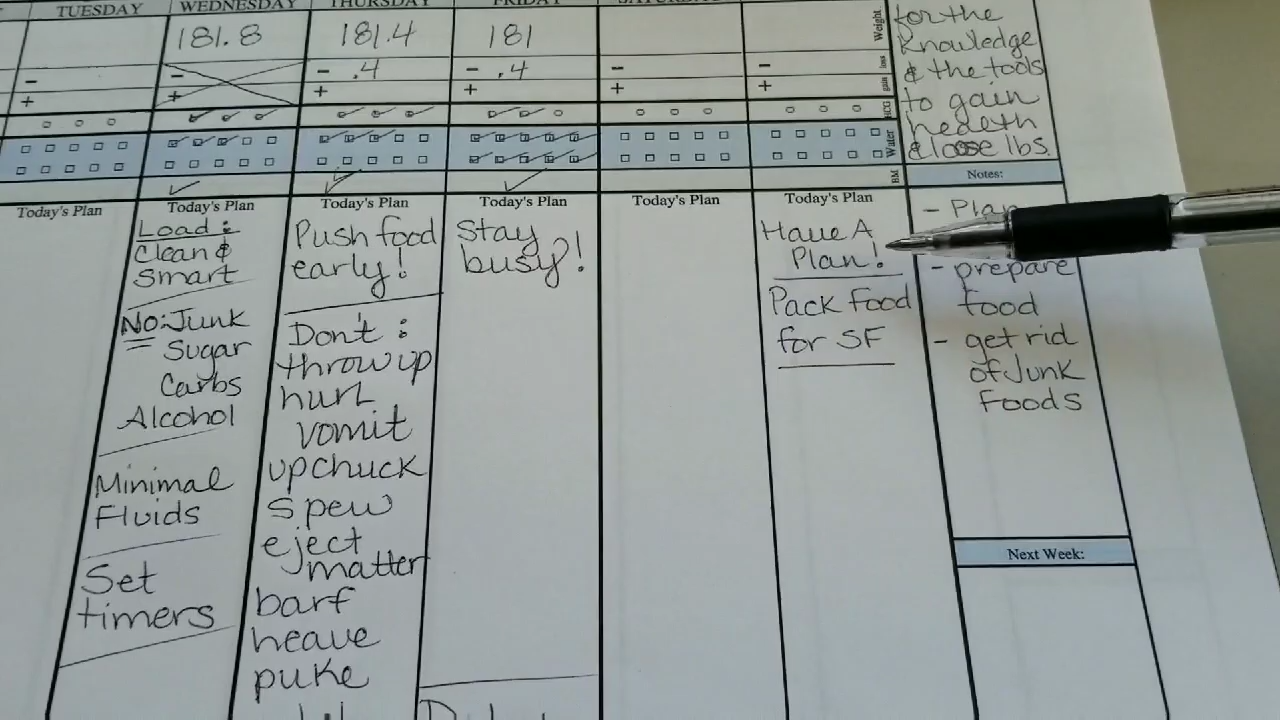 TUESDAY
WEDNESDAY
THURSDAY
FRIDAY
181.8
181.4
181
Weight
-
-
- .4
- .4
-
-
loss
+
+
+
+
+
+
gain
HCG
Water
BM
Today's Plan
Today's Plan
Today's Plan
Today's Plan
Today's Plan
Today's Plan
Load:
Clean &
Smart
No: Junk
Sugar
Carbs
Alcohol
Minimal
Fluids
Set
timers
Push food
early!
Don't:
throw up
hurl
vomit
upchuck
spew
eject
matter
barf
heave
puke
Stay
busy!
Have A
Plan!
Pack Food
for SF
for the
Knowledge
& the tools
to gain
& loose lbs.
Notes:
- Plan
- prepare
food
- get rid
of Junk
Foods
Next Week: